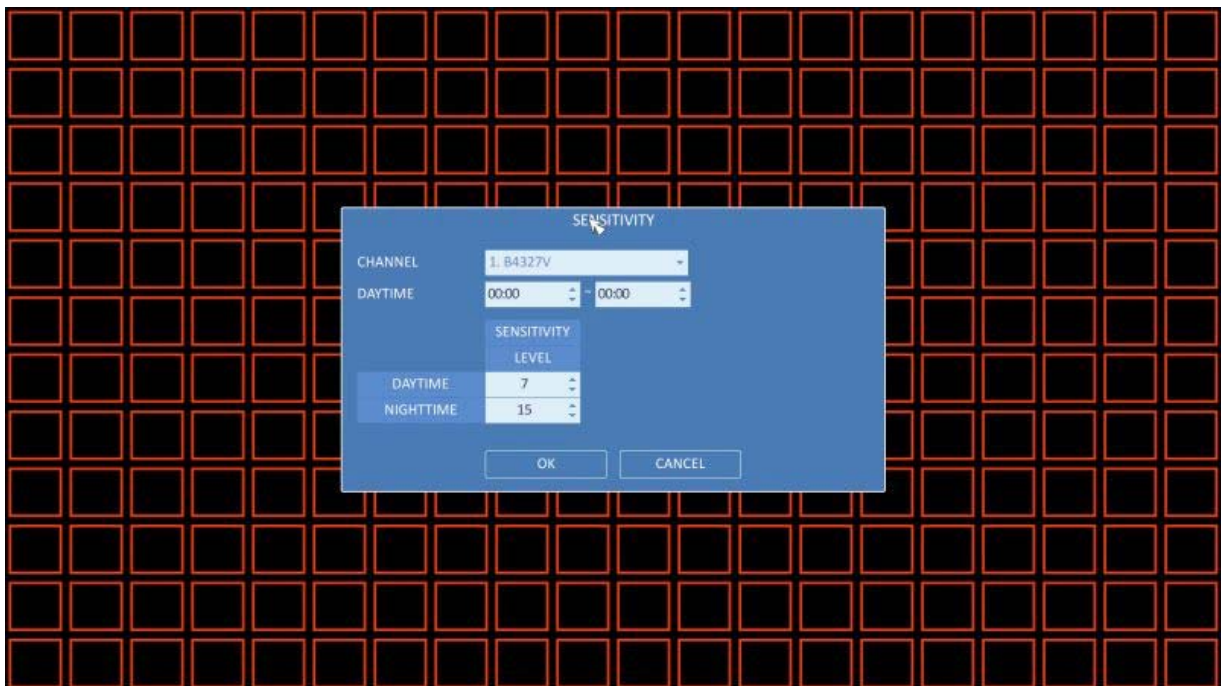 SENSITIVITY
CHANNEL 1. B4327V
DAYTIME 00:00 ~ 00:00
SENSITIVITY
LEVEL
DAYTIME 7
NIGHTTIME 15
OK CANCEL